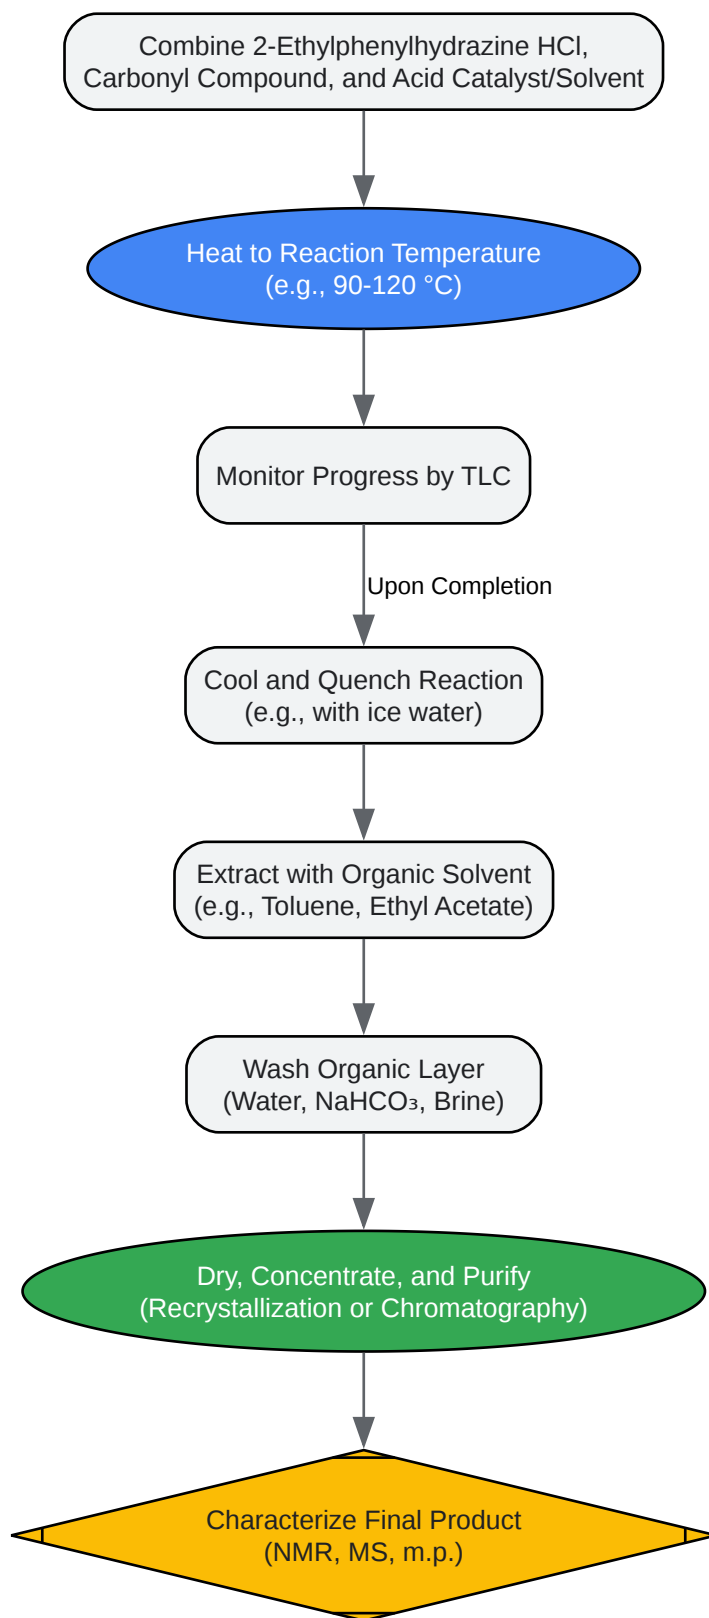 Combine 2-Ethylphenylhydrazine HCl,
Carbonyl Compound, and Acid Catalyst/Solvent
Heat to Reaction Temperature
(e.g., 90-120 °C)
Monitor Progress by TLC
Upon Completion
Cool and Quench Reaction
(e.g., with ice water)
Extract with Organic Solvent
(e.g., Toluene, Ethyl Acetate)
Wash Organic Layer
(Water, NaHCO₃, Brine)
Dry, Concentrate, and Purify
(Recrystallization or Chromatography)
Characterize Final Product
(NMR, MS, m.p.)